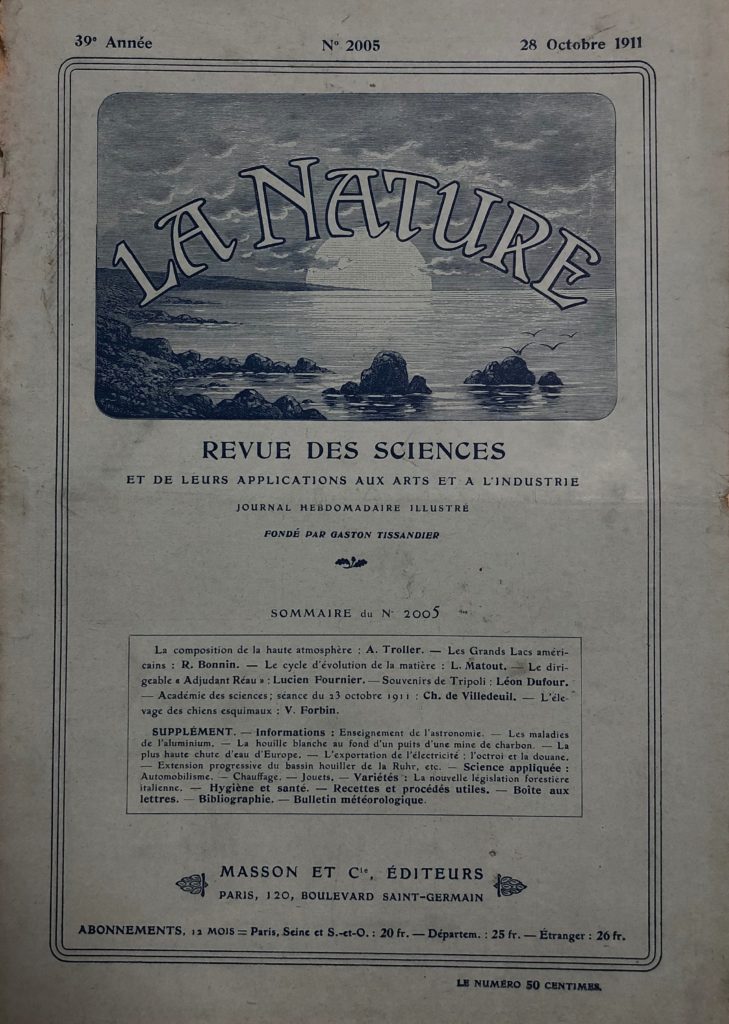 39e Année
No 2005
28 Octobre 1911
LA NATURE
REVUE DES SCIENCES
ET DE LEURS APPLICATIONS AUX ARTS ET A L'INDUSTRIE
JOURNAL HEBDOMADAIRE ILLUSTRÉ
FONDÉ PAR GASTON TISSANDIER
SOMMAIRE du No 2005
La composition de la haute atmosphère : A. Troller. — Les Grands Lacs améri-
cains : R. Bonnin. — Le cycle d'évolution de la matière : L. Matout. — Le diri-
geable « Adjudant Réau » : Lucien Fournier. — Souvenirs de Tripoli : Léon Dufour.
— Académie des sciences ; séance du 23 octobre 1911 : Ch. de Villedeuil. — L'éle-
vage des chiens esquimaux : V. Forbin.
SUPPLÉMENT. — Informations : Enseignement de l'astronomie. — Les maladies
de l'aluminium. — La houille blanche au fond d'un puits d'une mine de charbon. — La
plus haute chute d'eau d'Europe. — L'exportation de l'électricité ; l'octroi et la douane.
— Extension progressive du bassin houiller de la Ruhr, etc. — Science appliquée :
Automobilisme. — Chauffage. — Jouets. — Variétés : La nouvelle législation forestière
italienne. — Hygiène et santé. — Recettes et procédés utiles. — Boîte aux
lettres. — Bibliographie. — Bulletin météorologique.
MASSON ET Cie, ÉDITEURS
PARIS, 120, BOULEVARD SAINT-GERMAIN
ABONNEMENTS, 12 MOIS = Paris, Seine et S.-et-O. : 20 fr. — Départem. : 25 fr. — Étranger : 26 fr.
LE NUMÉRO 50 CENTIMES.